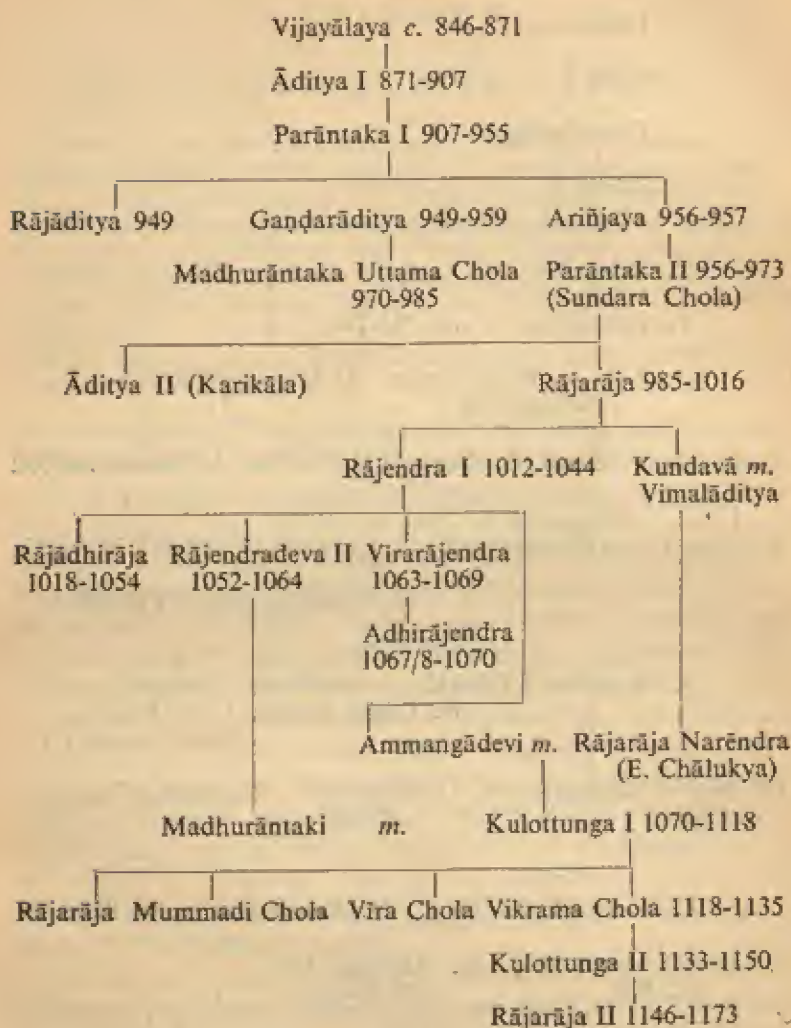 Vijayālaya c. 846-871
Āditya I 871-907
Parāntaka I 907-955
Rājāditya 949 Gaṇḍarāditya 949-959 Ariñjaya 956-957
Madhurāntaka Uttama Chola Parāntaka II 956-973
970-985 (Sundara Chola)
Āditya II (Karikāla) Rājarāja 985-1016
Rājendra I 1012-1044 Kundavā m.
Vimalāditya
Rājādhirāja Rājendradeva II Virarājendra
1018-1054 1052-1064 1063-1069
Adhirājendra
1067/8-1070
Ammangādevi m. Rājarāja Narēndra
(E. Chālukya)
Madhurāntaki m. Kulottunga I 1070-1118
Rājarāja Mummadi Chola Vīra Chola Vikrama Chola 1118-1135
Kulottunga II 1133-1150
Rājarāja II 1146-1173